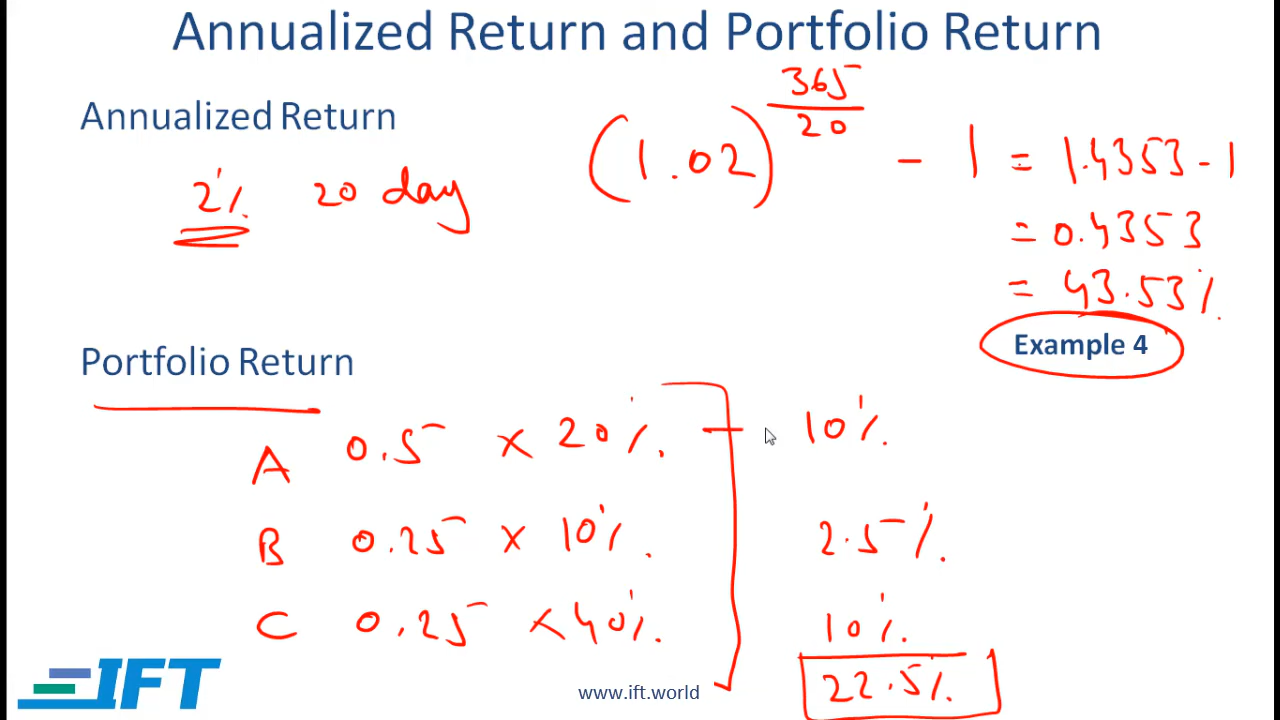 Annualized Return and Portfolio Return
Annualized Return
2% 20 day
(1.02)^(365/20) - 1 = 1.4353 - 1
= 0.4353
= 43.53%
Example 4
Portfolio Return
A 0.5 × 20% 10%
B 0.25 × 10% 2.5%
C 0.25 × 40% 10%
22.5%
IFT
www.ift.world